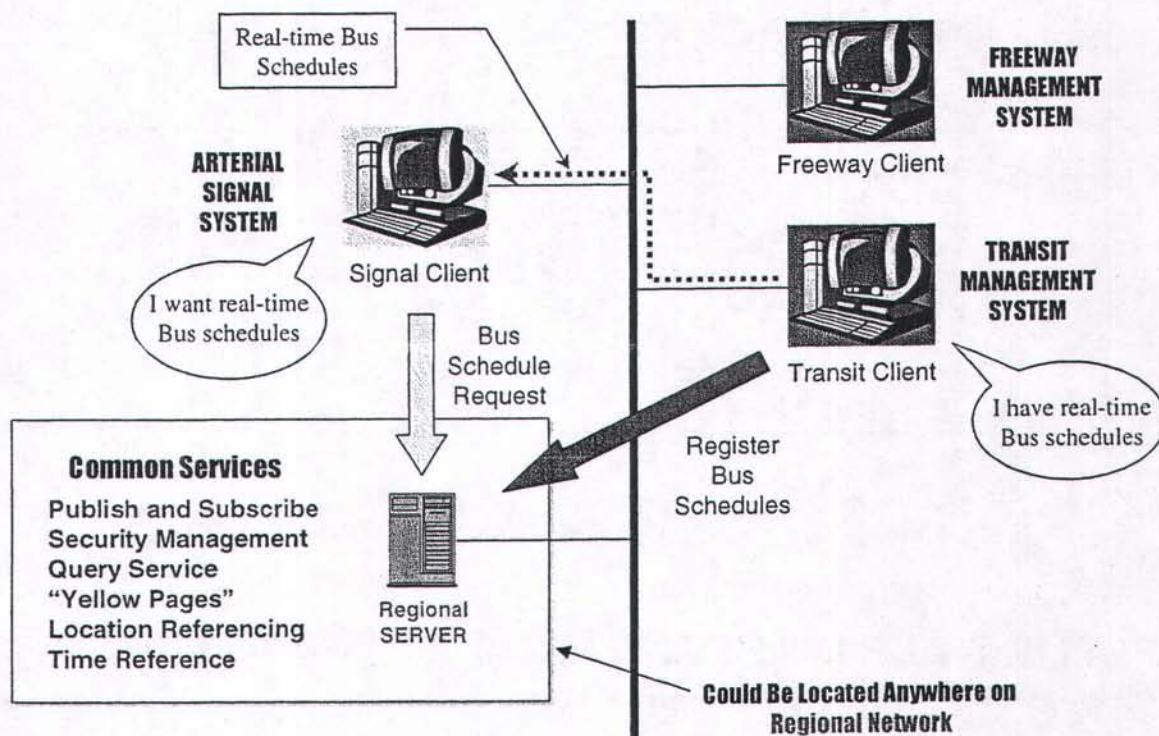 Real-time Bus
Schedules
FREEWAY
MANAGEMENT
SYSTEM
Freeway Client
ARTERIAL
SIGNAL
SYSTEM
Signal Client
I want real-time
Bus schedules
TRANSIT
MANAGEMENT
SYSTEM
Transit Client
I have real-time
Bus schedules
Bus
Schedule
Request
Register
Bus
Schedules
Common Services
Publish and Subscribe
Security Management
Query Service
“Yellow Pages”
Location Referencing
Time Reference
Regional
SERVER
Could Be Located Anywhere on
Regional Network